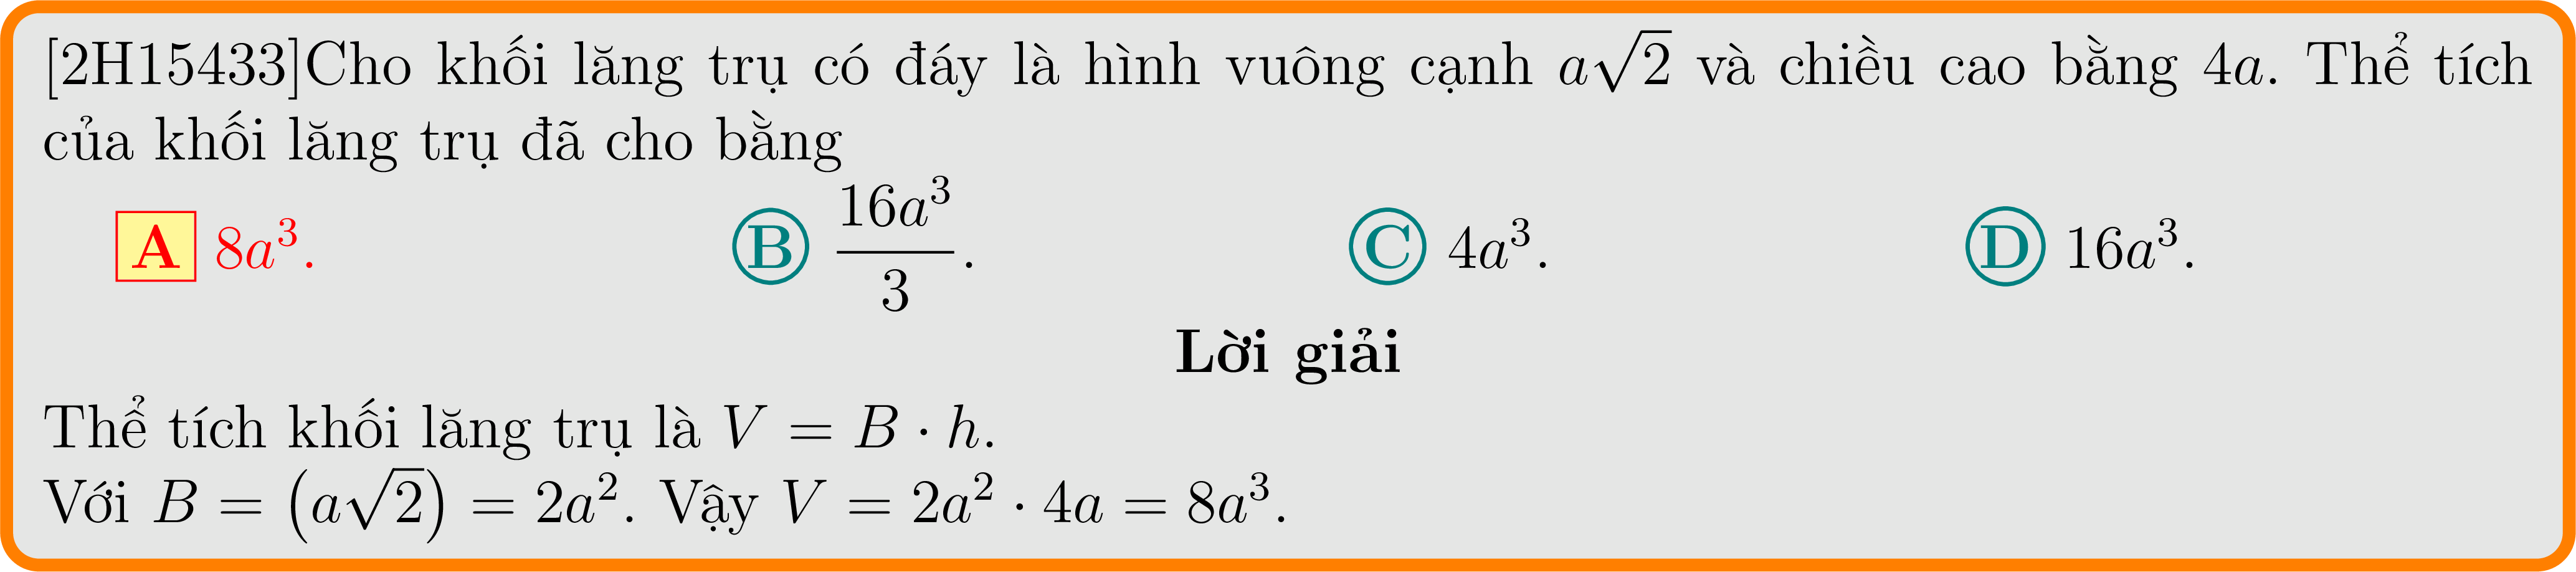 [2H15433]Cho khối lăng trụ có đáy là hình vuông cạnh $a\sqrt{2}$ và chiều cao bằng $4a$. Thể tích
của khối lăng trụ đã cho bằng
A $8a^3$. B $\dfrac{16a^3}{3}$. C $4a^3$. D $16a^3$.
Lời giải
Thể tích khối lăng trụ là $V = B \cdot h$.
Với $B = \left(a\sqrt{2}\right) = 2a^2$. Vậy $V = 2a^2 \cdot 4a = 8a^3$.